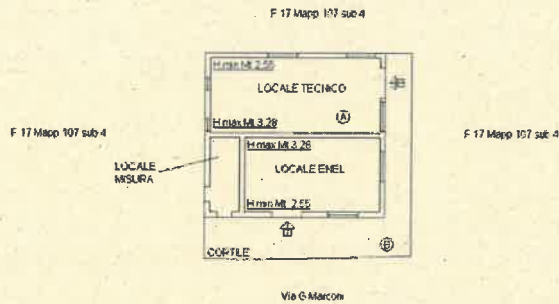 F 17 Mapp 107 sub 4
H min Mt 2.55
LOCALE TECNICO
A
H max Mt 3.28
F 17 Mapp 107 sub 4
F 17 Mapp 107 sub 4
H max Mt 3.28
LOCALE MISURA
LOCALE ENEL
H min Mt 2.55
B
CORTILE
Via G Marconi